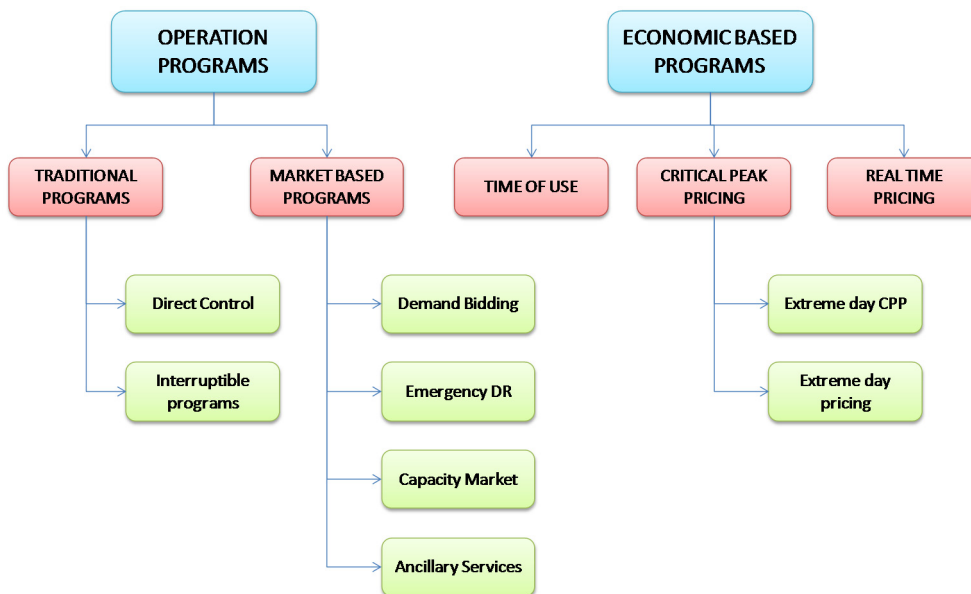 OPERATION
PROGRAMS
ECONOMIC BASED
PROGRAMS
TRADITIONAL
PROGRAMS
MARKET BASED
PROGRAMS
TIME OF USE
CRITICAL PEAK
PRICING
REAL TIME
PRICING
Direct Control
Interruptible
programs
Demand Bidding
Emergency DR
Capacity Market
Ancillary Services
Extreme day CPP
Extreme day
pricing